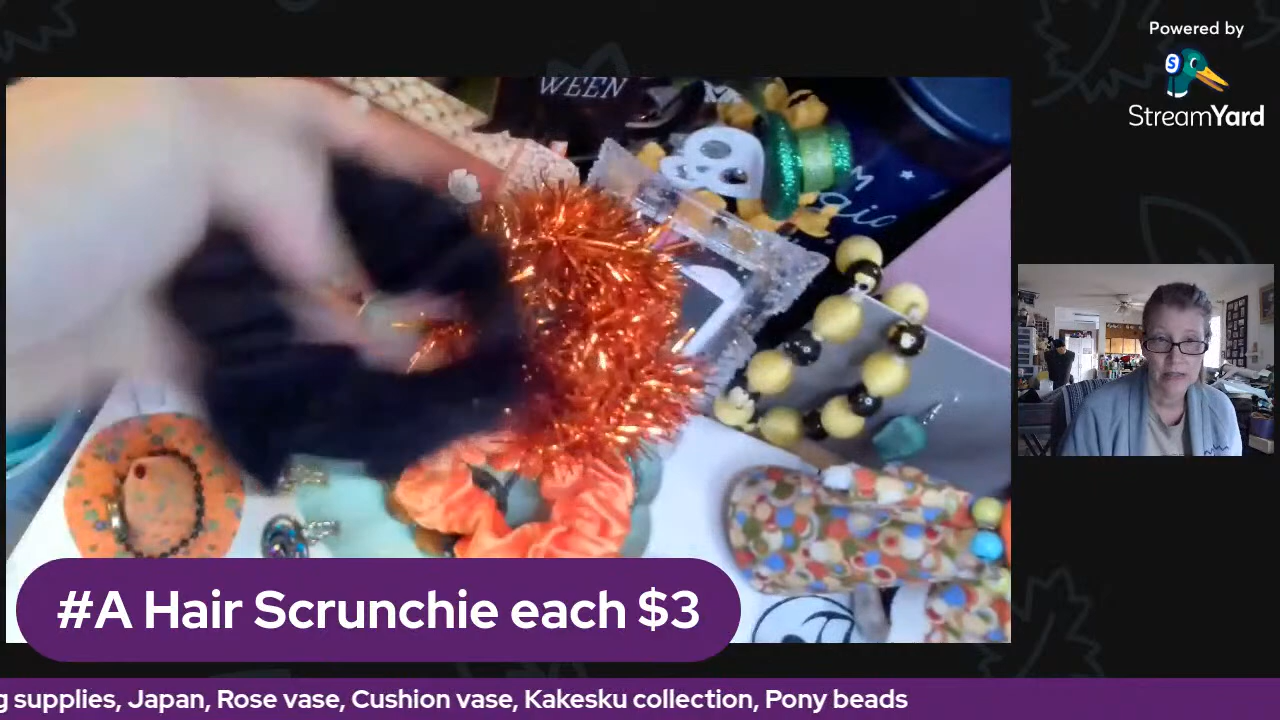 Powered by
StreamYard
WEEN
#A Hair Scrunchie each $3
g supplies, Japan, Rose vase, Cushion vase, Kakesku collection, Pony beads